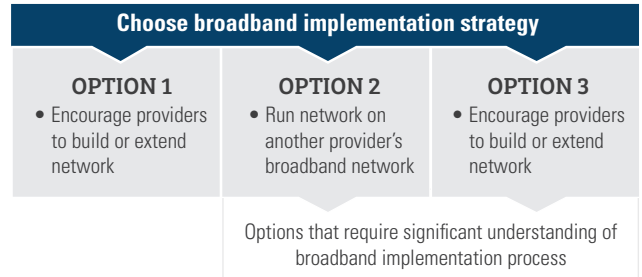 Choose broadband implementation strategy
OPTION 1
• Encourage providers
to build or extend
network
OPTION 2
• Run network on
another provider's
broadband network
OPTION 3
• Encourage providers
to build or extend
network
Options that require significant understanding of
broadband implementation process